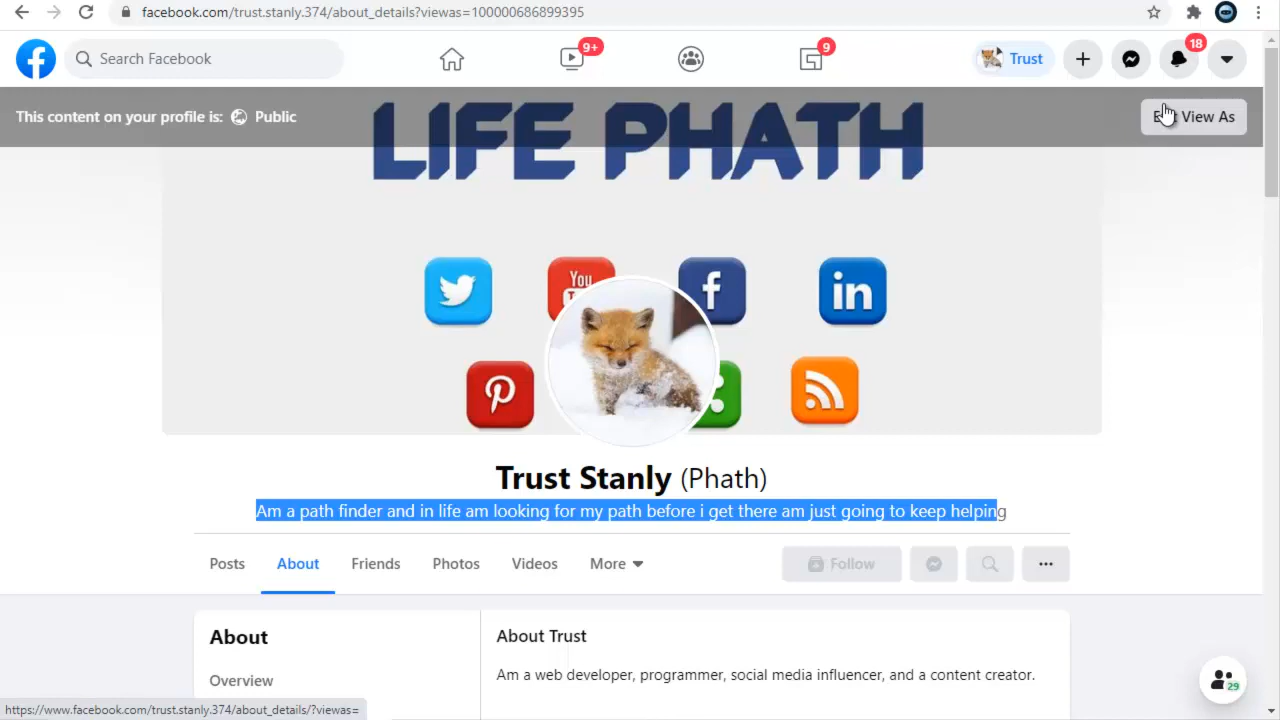 facebook.com/trust.stanly.374/about_details?viewas=100000686899395
Search Facebook
9+
9
Trust
18
This content on your profile is: Public
View As
LIFE PHATH
You
f
in
Trust Stanly (Phath)
Am a path finder and in life am looking for my path before i get there am just going to keep helping
Posts
About
Friends
Photos
Videos
More
Follow
About
Overview
About Trust
Am a web developer, programmer, social media influencer, and a content creator.
29
https://www.facebook.com/trust.stanly.374/about_details/?viewas=